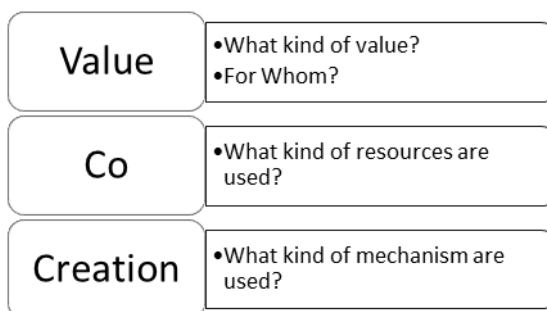 Value
•What kind of value?
•For Whom?
Co
•What kind of resources are
used?
Creation
•What kind of mechanism are
used?